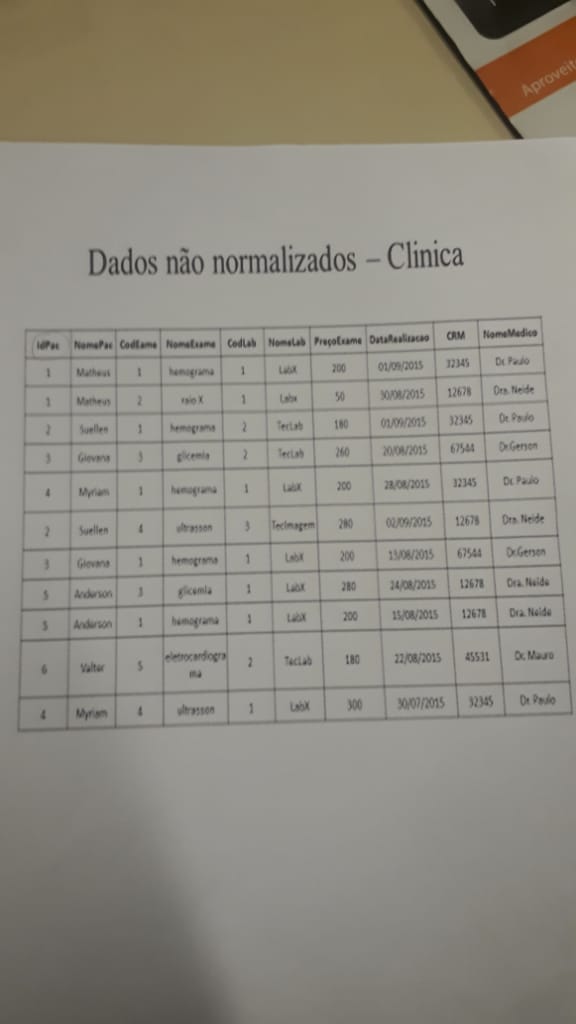 Aproveit
Dados não normalizados – Clinica
IdPac NomePac CodEame NomeExame CodLab NomeLab PreçoExame DataRealizacao CRM NomeMedico
1 Matheus 1 hemograma 1 LabX 200 01/09/2015 32345 Dr. Paulo
1 Matheus 2 raio X 1 Labx 50 30/08/2015 12678 Dra. Neide
2 Suellen 1 hemograma 2 TecLab 180 01/09/2015 32345 Dr. Paulo
3 Giovana 3 glicemia 2 TecLab 260 20/08/2015 67544 Dr.Gerson
4 Myriam 1 hemograma 1 LabX 200 28/08/2015 32345 Dr. Paulo
2 Suellen 4 ultrasson 3 TecImagem 280 02/09/2015 12678 Dra. Neide
3 Giovana 1 hemograma 1 LabX 200 15/08/2015 67544 Dr.Gerson
5 Anderson 3 glicemia 1 LabX 280 24/08/2015 12678 Dra. Neide
5 Anderson 1 hemograma 1 LabX 200 15/08/2015 12678 Dra. Neide
6 Valter 5 eletrocardiogra
ma 2 TecLab 180 22/08/2015 45531 Dr. Mauro
4 Myriam 4 ultrasson 1 LabX 300 30/07/2015 32345 Dr. Paulo